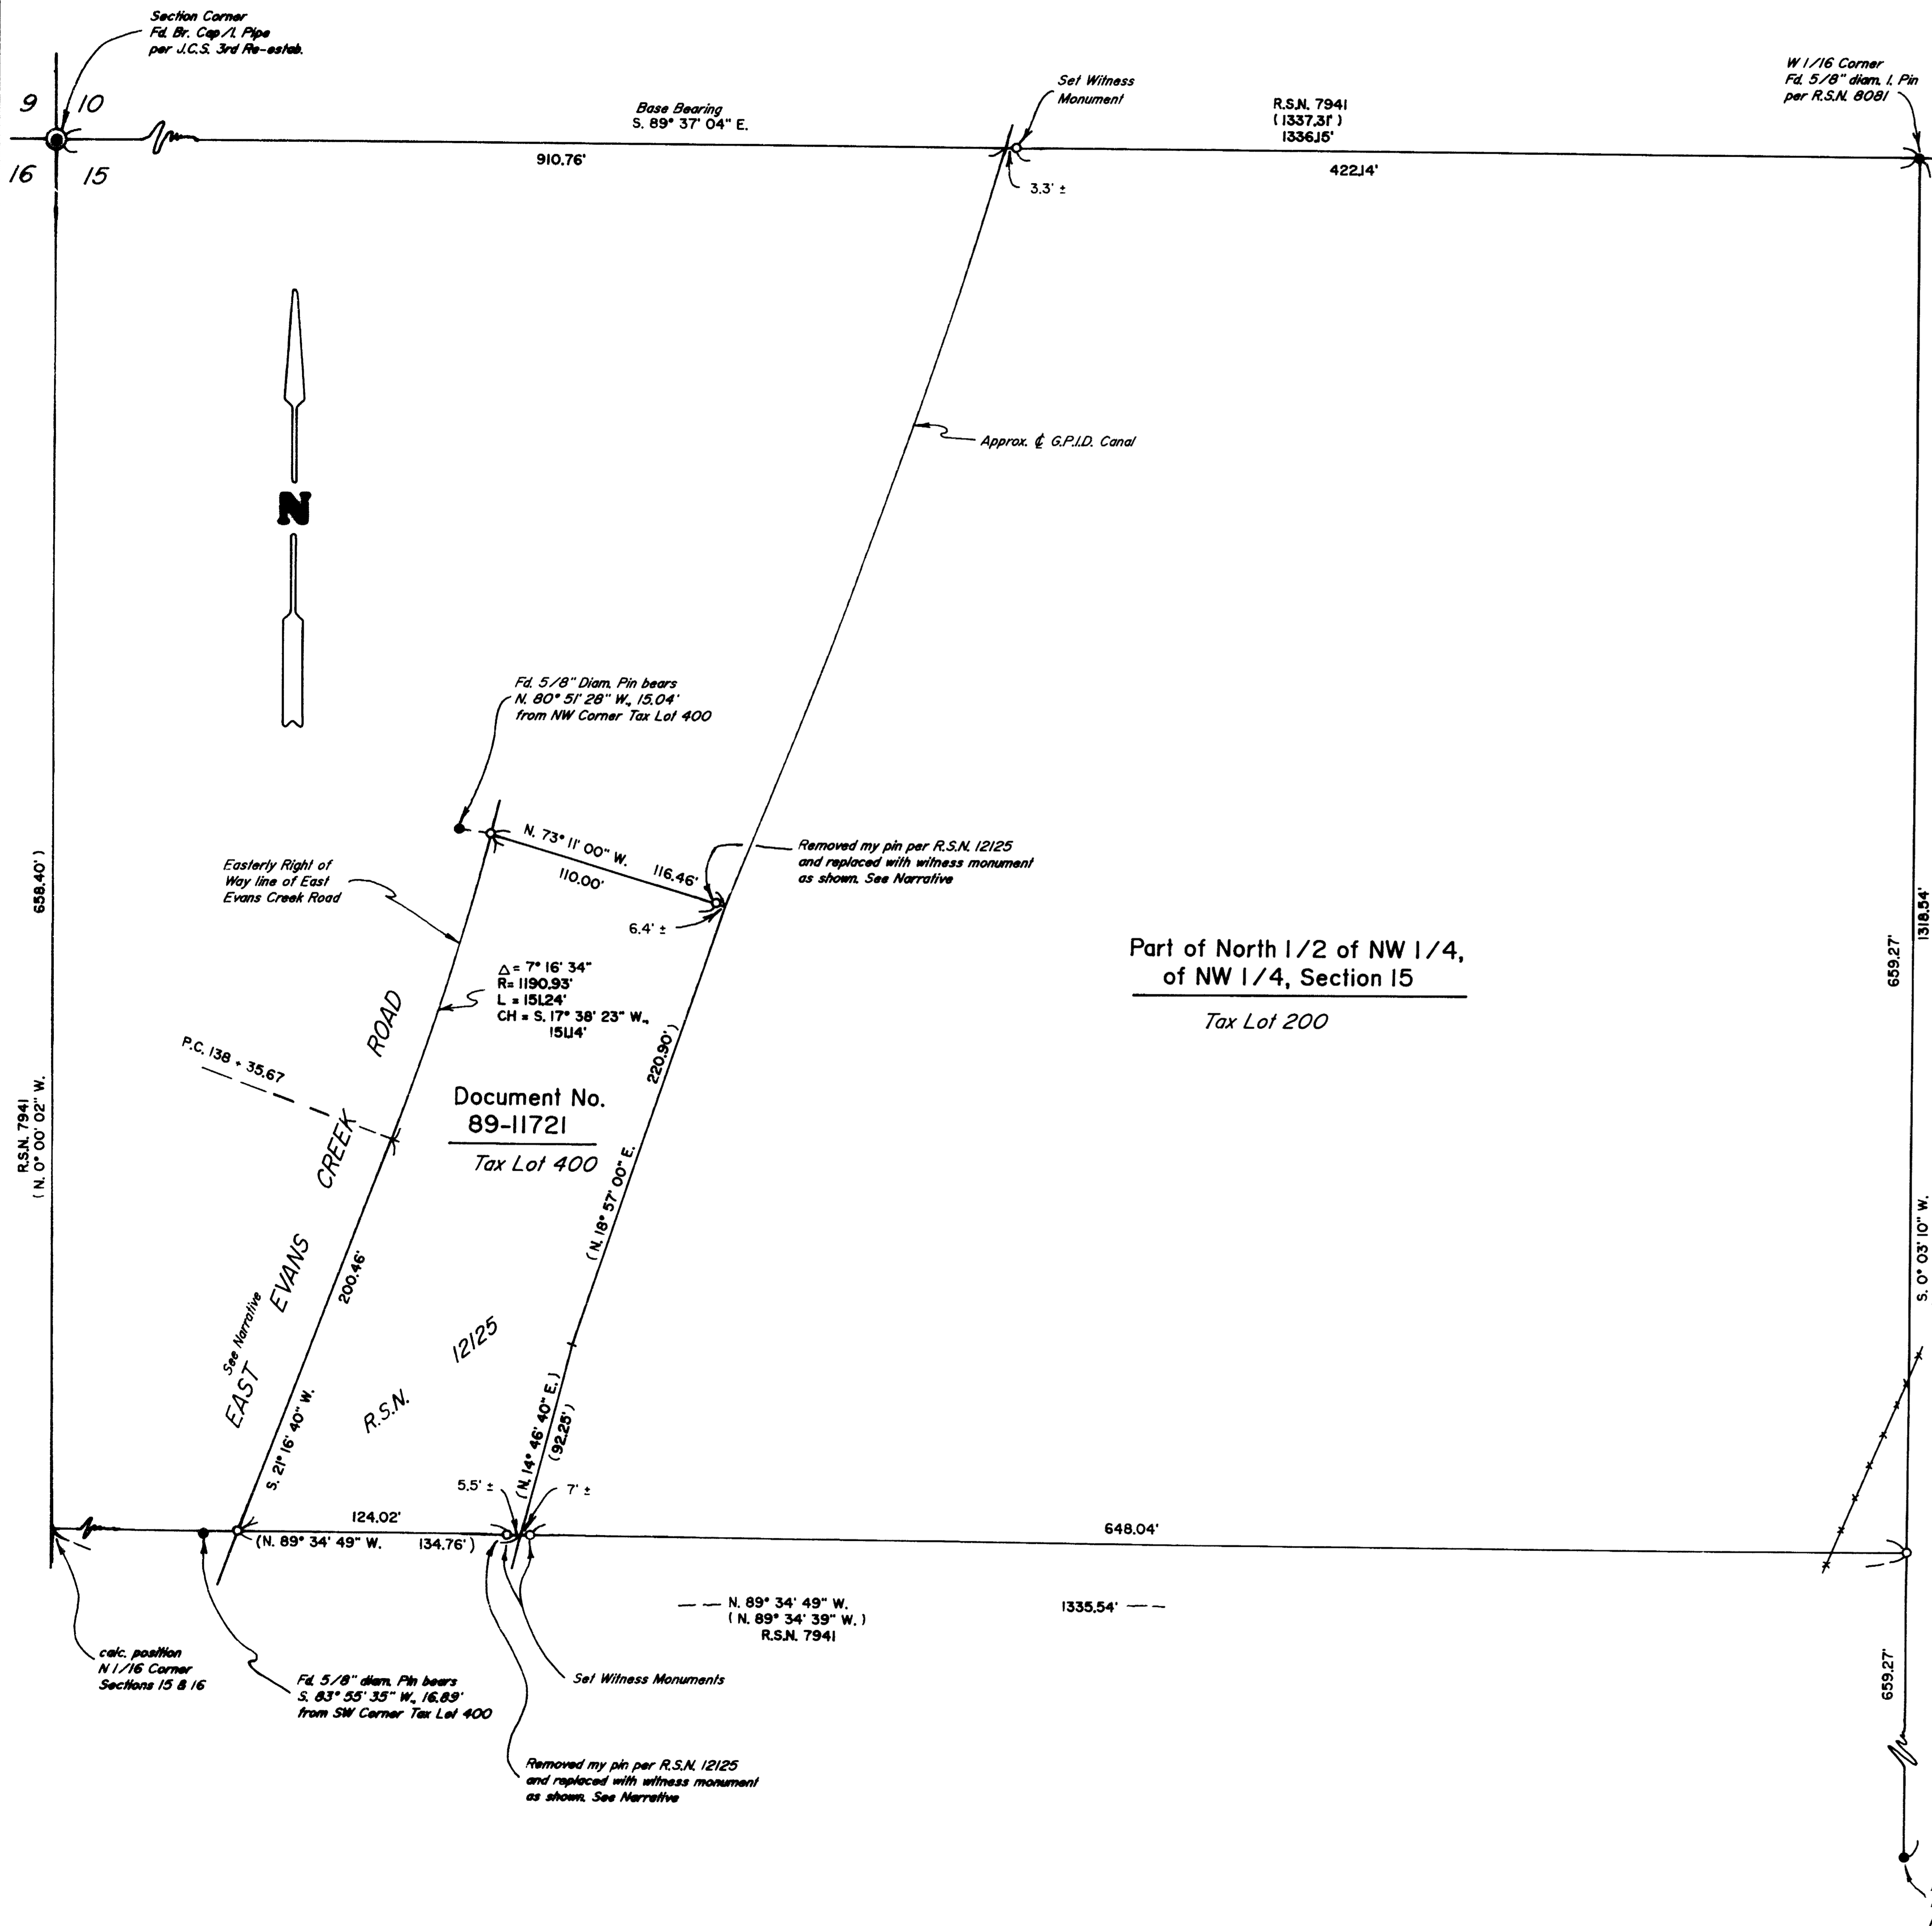 Section Corner
Fd. Br. Cap/I. Pipe
per J.C.S. 3rd Re-estab.
9 10
16 15
Base Bearing
S. 89° 37' 04" E.
910.76'
Set Witness
Monument
3.3' ±
R.S.N. 7941
( 1337.31' )
1336.15'
422.14'
W 1/16 Corner
Fd. 5/8" diam. I. Pin
per R.S.N. 8081
N
Approx. ℄ G.P.I.D. Canal
Fd. 5/8" Diam. Pin bears
N. 80° 51' 28" W., 15.04'
from NW Corner Tax Lot 400
N. 73° 11' 00" W. 116.46'
110.00'
6.4' ±
Removed my pin per R.S.N. 12125
and replaced with witness monument
as shown. See Narrative
Easterly Right of
Way line of East
Evans Creek Road
658.40'
R.S.N. 7941
( N. 0° 00' 02" W.
)
Δ = 7° 16' 34"
R= 1190.93'
L = 151.24'
CH = S. 17° 38' 23" W.,
151.14'
P.C. 138 + 35.67
EAST EVANS CREEK ROAD
See Narrative
Document No.
89-11721
Tax Lot 400
Part of North 1/2 of NW 1/4,
of NW 1/4, Section 15
Tax Lot 200
(N. 18° 57' 00" E. 220.90')
S. 21° 16' 40" W. 200.46'
R.S.N. 12125
(N. 14° 46' 40" E.)
(92.25')
1318.54'
659.27'
S. 0° 03' 10" W.
5.5' ±
7' ±
124.02'
(N. 89° 34' 49" W. 134.76')
648.04'
N. 89° 34' 49" W. 1335.54'
( N. 89° 34' 39" W. )
R.S.N. 7941
calc. position
N 1/16 Corner
Sections 15 & 16
Fd. 5/8" diam. Pin bears
S. 83° 55' 35" W., 16.89'
from SW Corner Tax Lot 400
Set Witness Monuments
Removed my pin per R.S.N. 12125
and replaced with witness monument
as shown. See Narrative
659.27'